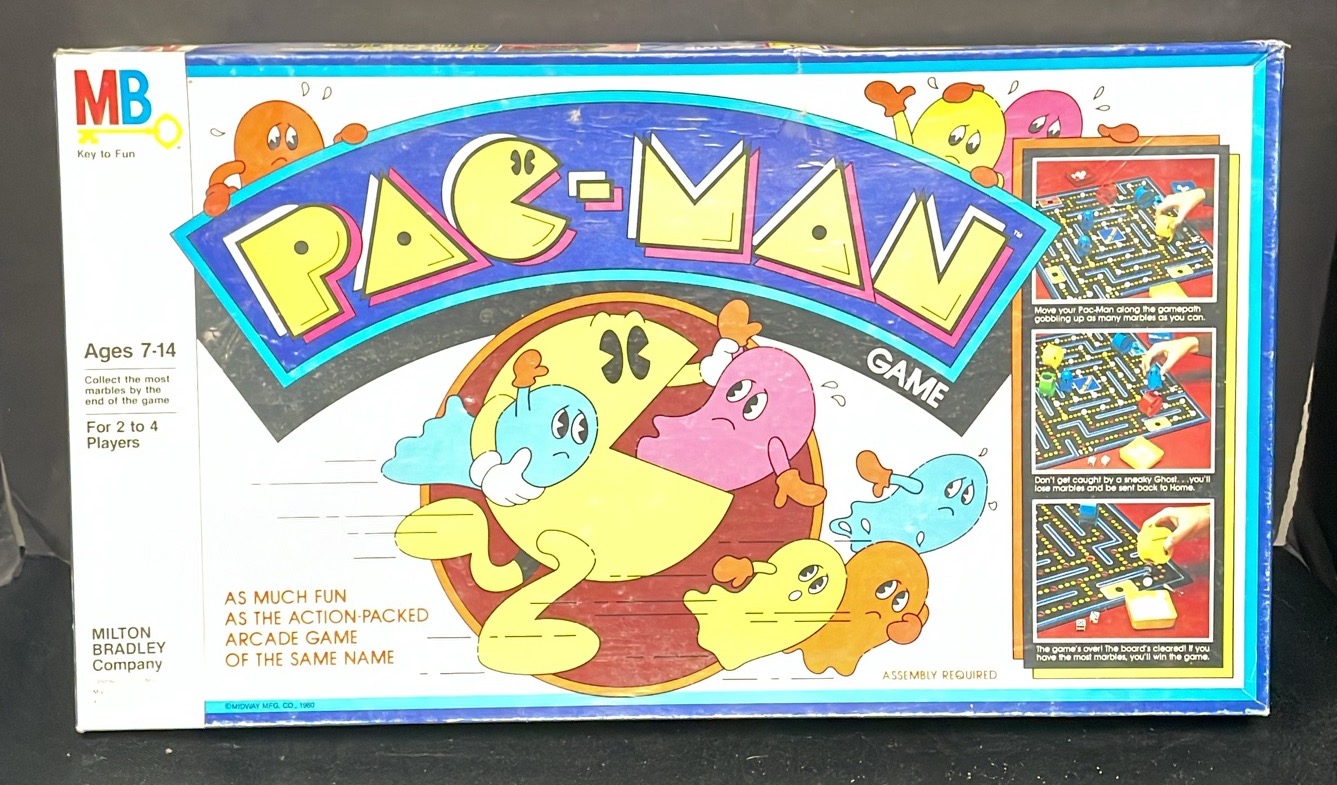 MB
Key to Fun
Ages 7-14
Collect the most
marbles by the
end of the game
For 2 to 4
Players
MILTON
BRADLEY
Company
PAC-MAN™
GAME
AS MUCH FUN
AS THE ACTION-PACKED
ARCADE GAME
OF THE SAME NAME
ASSEMBLY REQUIRED
©MIDWAY MFG. CO., 1980
Move your Pac-Man along the gamepath
gobbling up as many marbles as you can.
Don't get caught by a sneaky Ghost...you'll
lose marbles and be sent back to Home.
The game's over! The board's cleared! If you
have the most marbles, you'll win the game.